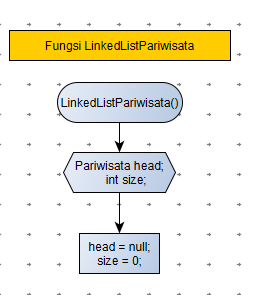 Fungsi LinkedListPariwisata
LinkedListPariwisata()
Pariwisata head;
int size;
head = null;
size = 0;